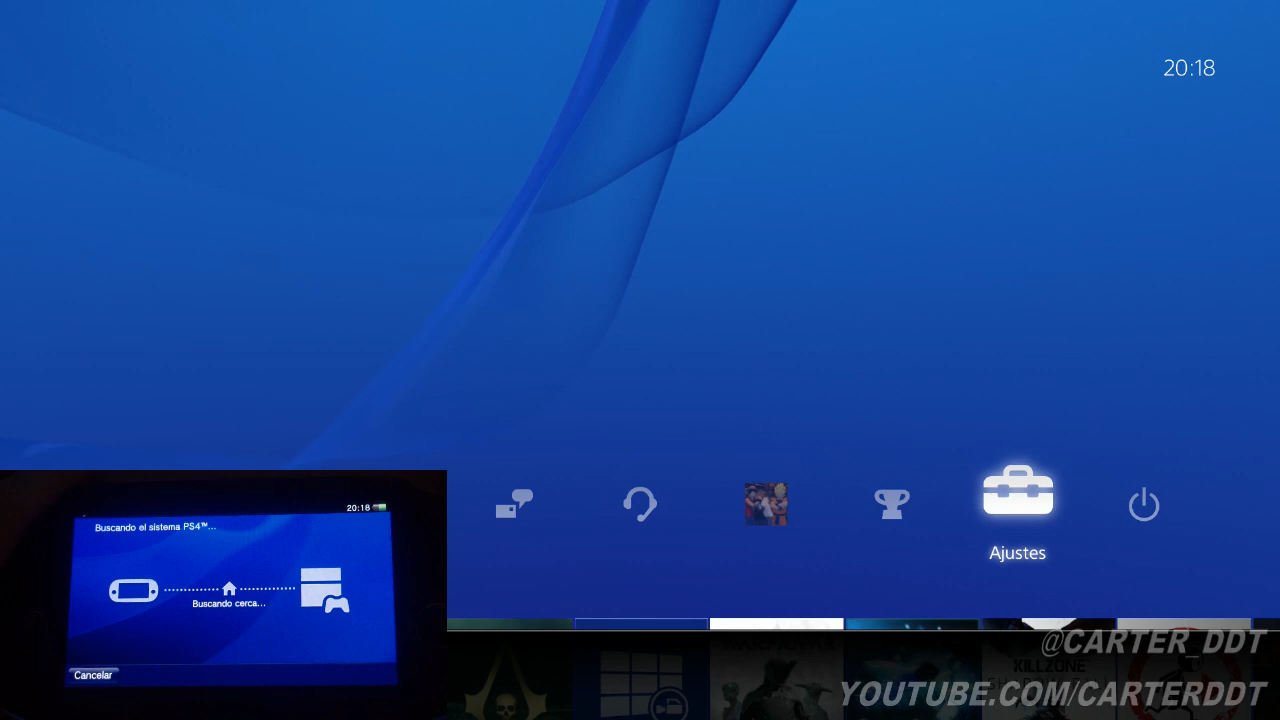 20:18
Ajustes
20:18
Buscando el sistema PS4™...
Buscando cerca...
Cancelar
KILLZONE
@CARTER_DDT
YOUTUBE.COM/CARTERDDT